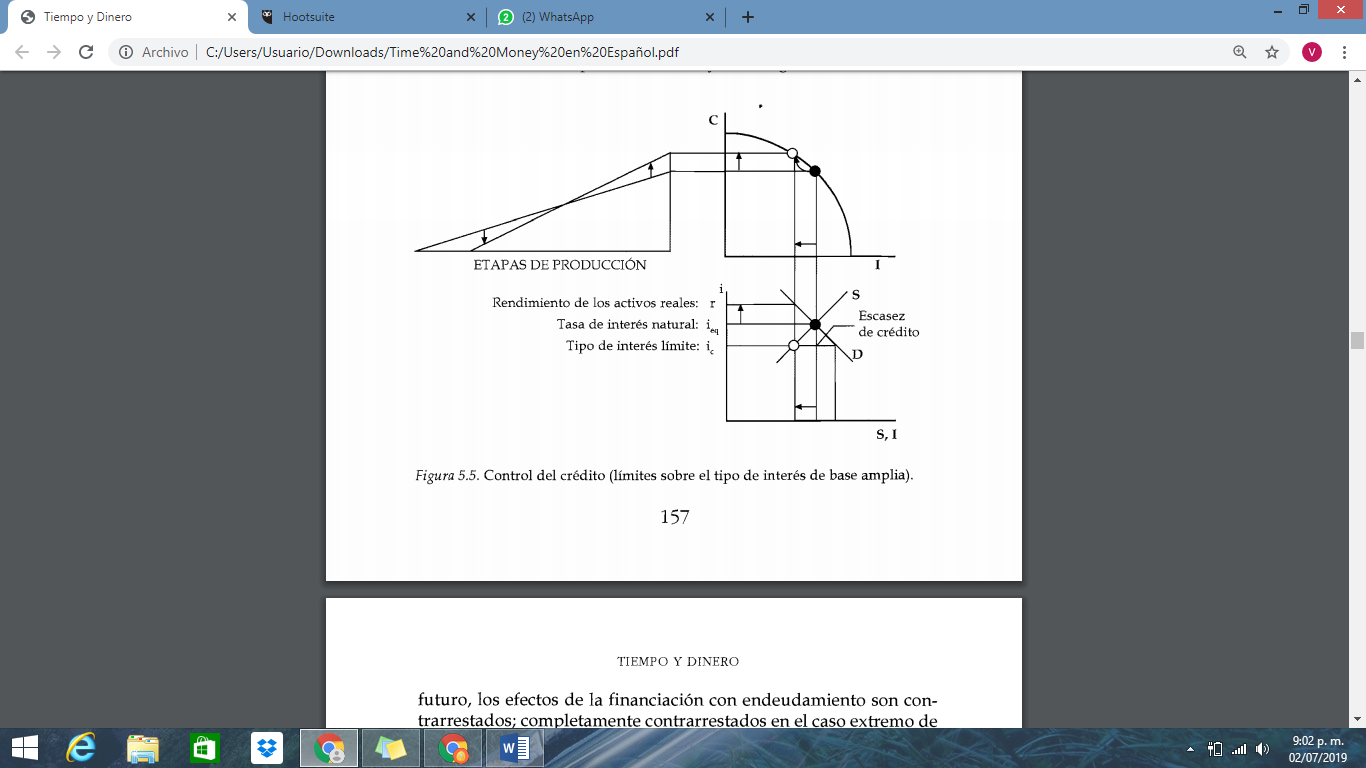 Tiempo y Dinero
Hootsuite
2
(2) WhatsApp
Archivo
C:/Users/Usuario/Downloads/Time%20and%20Money%20en%20Español.pdf
V
C
ETAPAS DE PRODUCCIÓN
I
i
Rendimiento de los activos reales: r
Tasa de interés natural: i_eq
Tipo de interés límite: i_c
S
Escasez
de crédito
D
S, I
Figura 5.5. Control del crédito (límites sobre el tipo de interés de base amplia).
157
TIEMPO Y DINERO
futuro, los efectos de la financiación con endeudamiento son con-
trarrestados; completamente contrarrestados en el caso extremo de
9:02 p. m.
02/07/2019